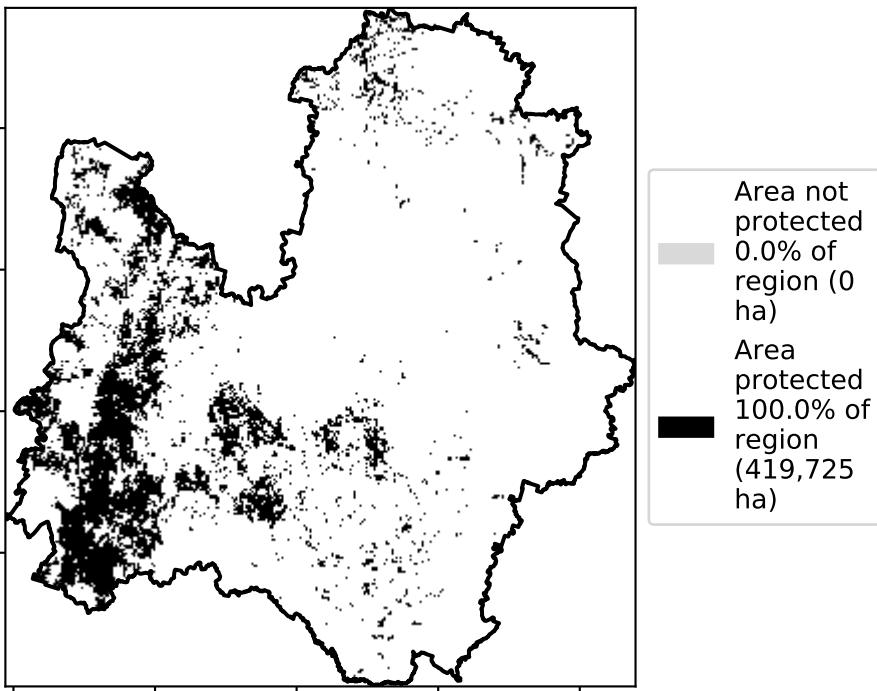 Area not
protected
0.0% of
region (0
ha)
Area
protected
100.0% of
region
(419,725
ha)